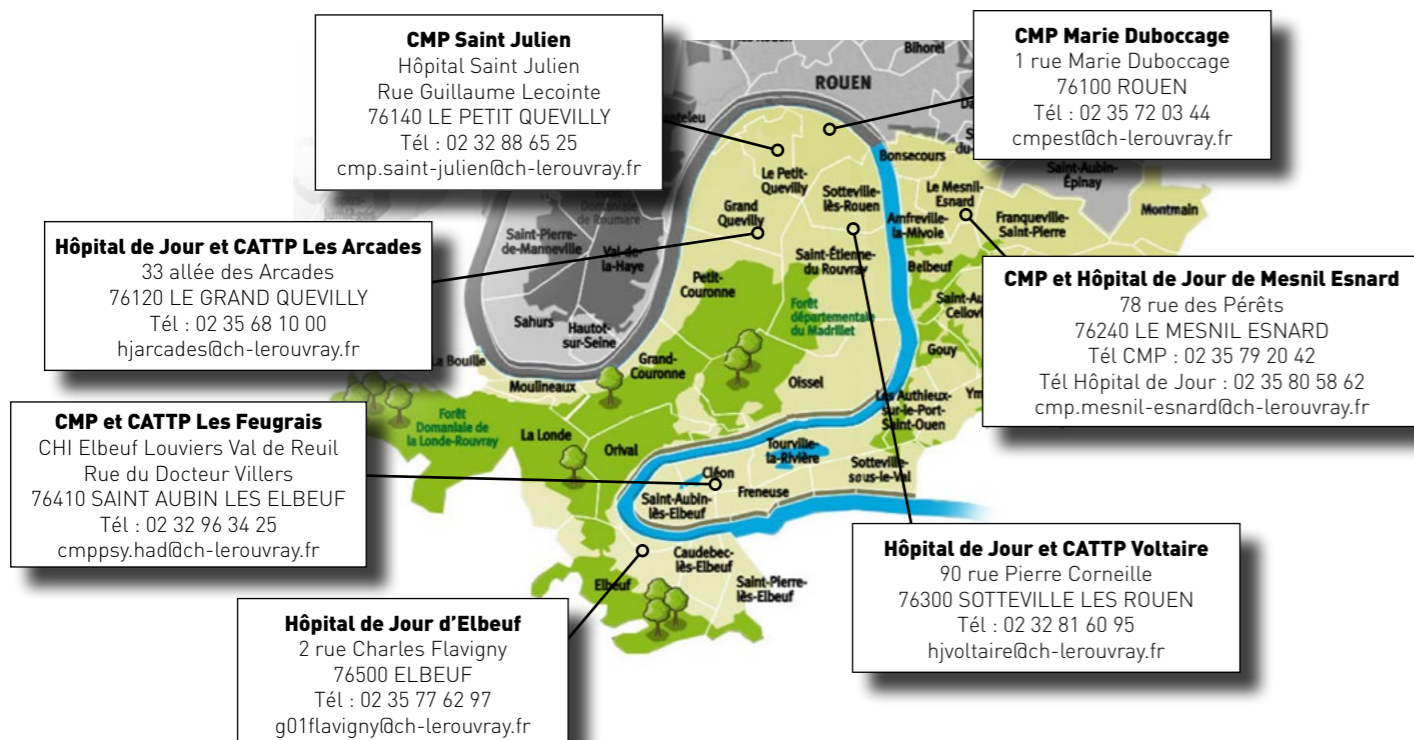 CMP Saint Julien
Hôpital Saint Julien
Rue Guillaume Lecointe
76140 LE PETIT QUEVILLY
Tél : 02 32 88 65 25
cmp.saint-julien@ch-lerouvray.fr
CMP Marie Duboccage
1 rue Marie Duboccage
76100 ROUEN
Tél : 02 35 72 03 44
cmpest@ch-lerouvray.fr
Hôpital de Jour et CATTP Les Arcades
33 allée des Arcades
76120 LE GRAND QUEVILLY
Tél : 02 35 68 10 00
hjarcades@ch-lerouvray.fr
CMP et Hôpital de Jour de Mesnil Esnard
78 rue des Pérêts
76240 LE MESNIL ESNARD
Tél CMP : 02 35 79 20 42
Tél Hôpital de Jour : 02 35 80 58 62
cmp.mesnil-esnard@ch-lerouvray.fr
CMP et CATTP Les Feugrais
CHI Elbeuf Louviers Val de Reuil
Rue du Docteur Villers
76410 SAINT AUBIN LES ELBEUF
Tél : 02 32 96 34 25
cmppsy.had@ch-lerouvray.fr
Hôpital de Jour et CATTP Voltaire
90 rue Pierre Corneille
76300 SOTTEVILLE LES ROUEN
Tél : 02 32 81 60 95
hjvoltaire@ch-lerouvray.fr
Hôpital de Jour d'Elbeuf
2 rue Charles Flavigny
76500 ELBEUF
Tél : 02 35 77 62 97
g01flavigny@ch-lerouvray.fr
Bihorel
ROUEN
Bonsecours
Saint-Aubin-
Épinay
Le Petit-
Quevilly
Sotteville-
lès-Rouen
Le Mesnil-
Esnard
Montmain
Grand
Quevilly
Amfreville-
la-Mivoie
Franqueville-
Saint-Pierre
Domaniale
de Roumare
Saint-Pierre-
de-Manneville
Val-de-
la-Haye
Saint-Étienne-
du Rouvray
Belbeuf
Petit-
Couronne
Forêt
départementale
du Madrillet
Sahurs
Hautot-
sur-Seine
Gouy
La Bouille
Grand-
Couronne
Moulineaux
Oissel
Les Authieux-
sur-le-Port-
Saint-Ouen
Forêt
Domaniale de
la Londe-Rouvray
La Londe
Orival
Tourville-
la-Rivière
Cléon
Sotteville-
sous-le-Val
Freneuse
Saint-Aubin-
lès-Elbeuf
Caudebec-
lès-Elbeuf
Elbeuf
Saint-Pierre-
lès-Elbeuf